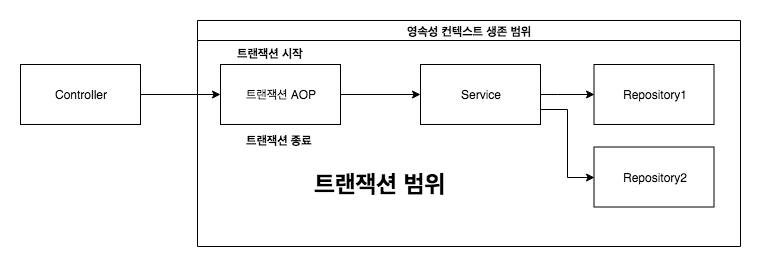 영속성 컨텍스트 생존 범위
트랜잭션 시작
Controller
트랜잭션 AOP
Service
Repository1
트랜잭션 종료
트랜잭션 범위
Repository2